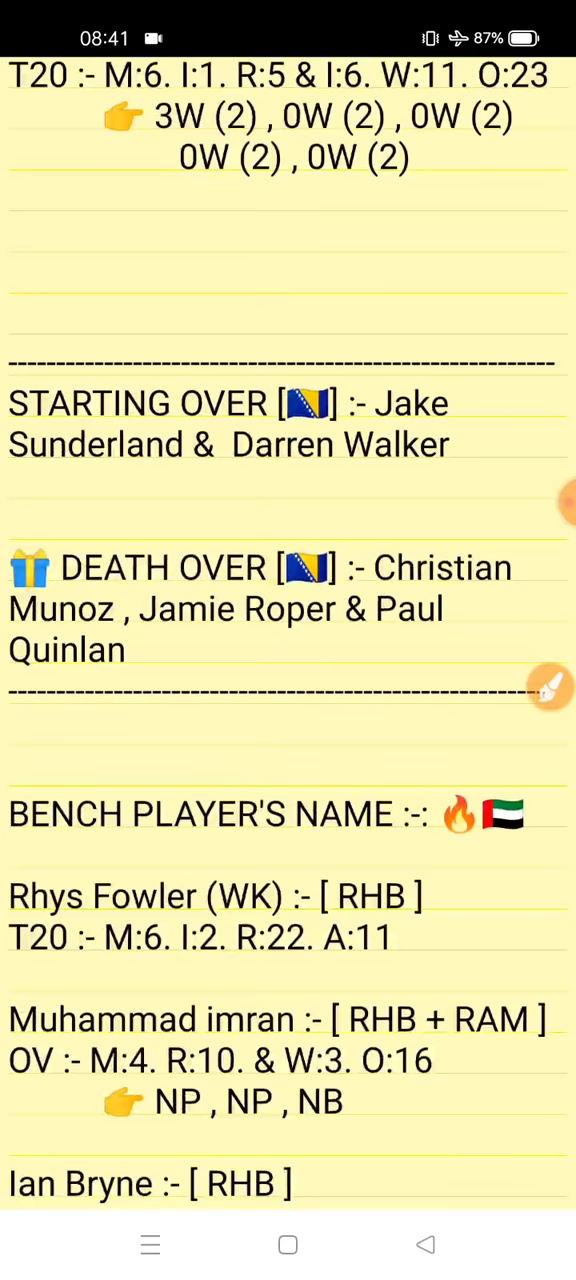 08:41 87%
T20 :- M:6. I:1. R:5 & I:6. W:11. O:23
👉 3W (2) , 0W (2) , 0W (2)
0W (2) , 0W (2)
-----------------------------------------------------------
STARTING OVER [🇧🇦] :- Jake
Sunderland &  Darren Walker
🎁 DEATH OVER [🇧🇦] :- Christian
Munoz , Jamie Roper & Paul
Quinlan
-----------------------------------------------------------
BENCH PLAYER'S NAME :-: 🔥🇦🇪
Rhys Fowler (WK) :- [ RHB ]
T20 :- M:6. I:2. R:22. A:11
Muhammad imran :- [ RHB + RAM ]
OV :- M:4. R:10. & W:3. O:16
👉 NP , NP , NB
Ian Bryne :- [ RHB ]